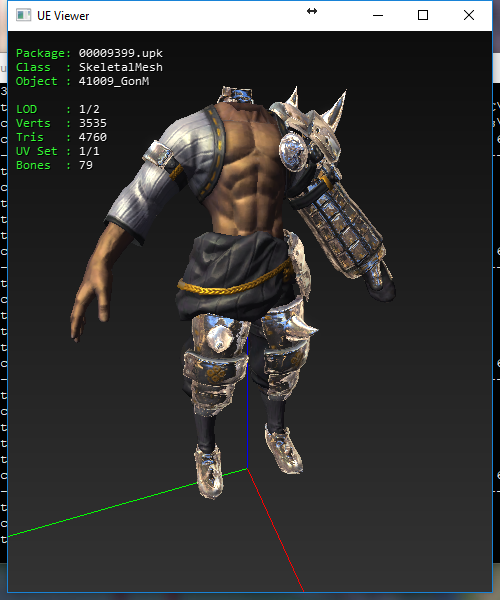 UE Viewer
Package: 00009399.upk
Class  : SkeletalMesh
Object : 41009_GonM
LOD    : 1/2
Verts  : 3535
Tris   : 4760
UV Set : 1/1
Bones  : 79